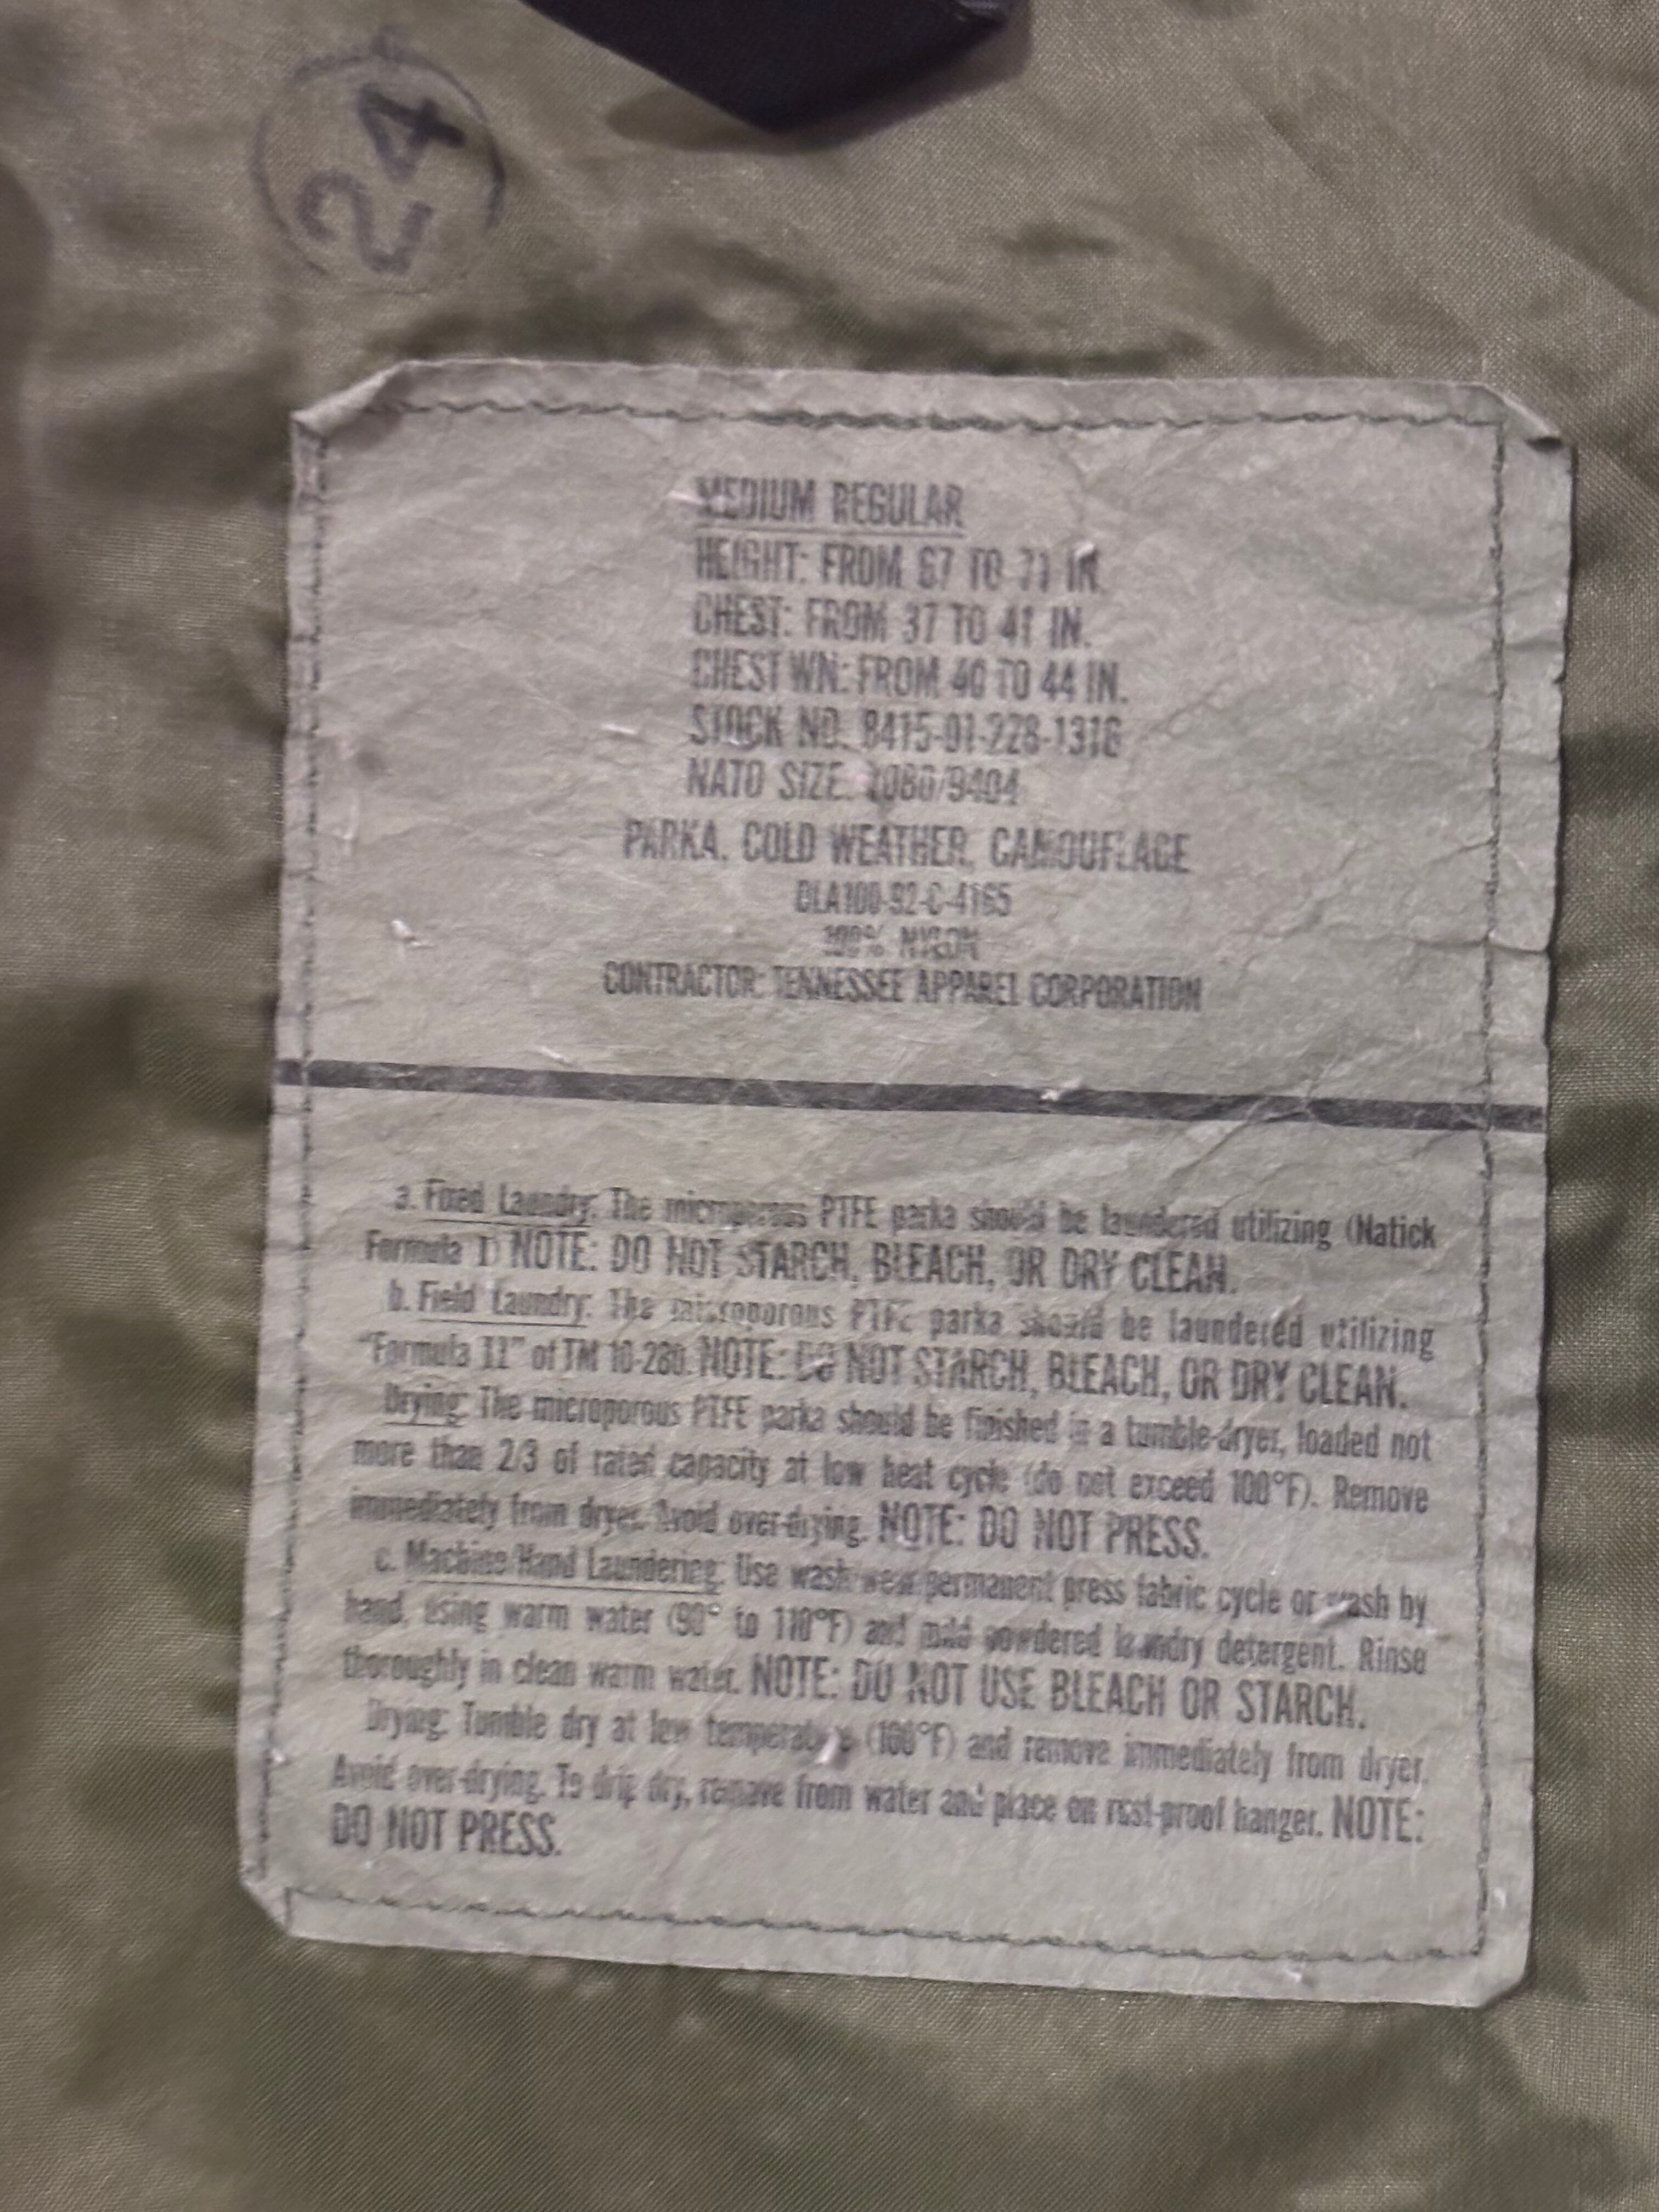 24
MEDIUM REGULAR
HEIGHT: FROM 67 TO 71 IN.
CHEST: FROM 37 TO 41 IN.
CHEST WN: FROM 40 TO 44 IN.
STOCK NO. 8415-01-228-1316
NATO SIZE. 7080/9404
PARKA, COLD WEATHER, CAMOUFLAGE
DLA100-92-C-4165
100% NYLON
CONTRACTOR: TENNESSEE APPAREL CORPORATION
a. Fixed Laundry: The microporous PTFE parka should be laundered utilizing (Natick
Formula I) NOTE: DO NOT STARCH, BLEACH, OR DRY CLEAN.
b. Field Laundry: The microporous PTFE parka should be laundered utilizing
"Formula II" of TM 10-280. NOTE: DO NOT STARCH, BLEACH, OR DRY CLEAN.
Drying: The microporous PTFE parka should be finished in a tumble-dryer, loaded not
more than 2/3 of rated capacity at low heat cycle (do not exceed 100°F). Remove
immediately from dryer. Avoid over-drying. NOTE: DO NOT PRESS.
c. Machine/Hand Laundering: Use wash-wear/permanent press fabric cycle or wash by
hand, using warm water (90° to 110°F) and mild powdered laundry detergent. Rinse
thoroughly in clean warm water. NOTE: DO NOT USE BLEACH OR STARCH.
Drying: Tumble dry at low temperature (100°F) and remove immediately from dryer.
Avoid over-drying. To drip dry, remove from water and place on rust-proof hanger. NOTE:
DO NOT PRESS.